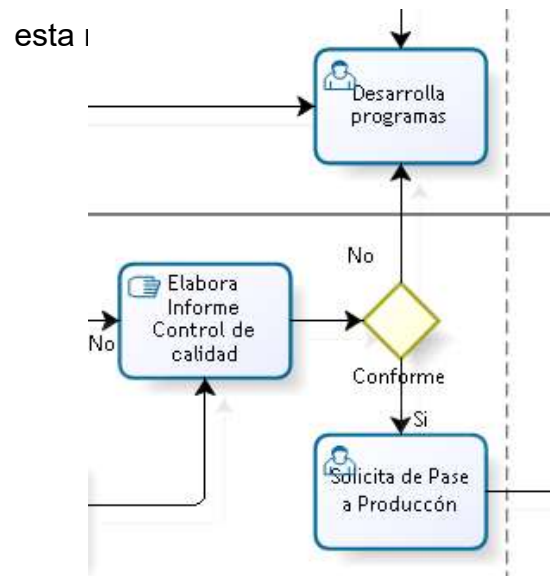 esta
Desarrolla
programas
No
Elabora
Informe
Control de
calidad
No
Conforme
Si
Solicita de Pase
a Produccón